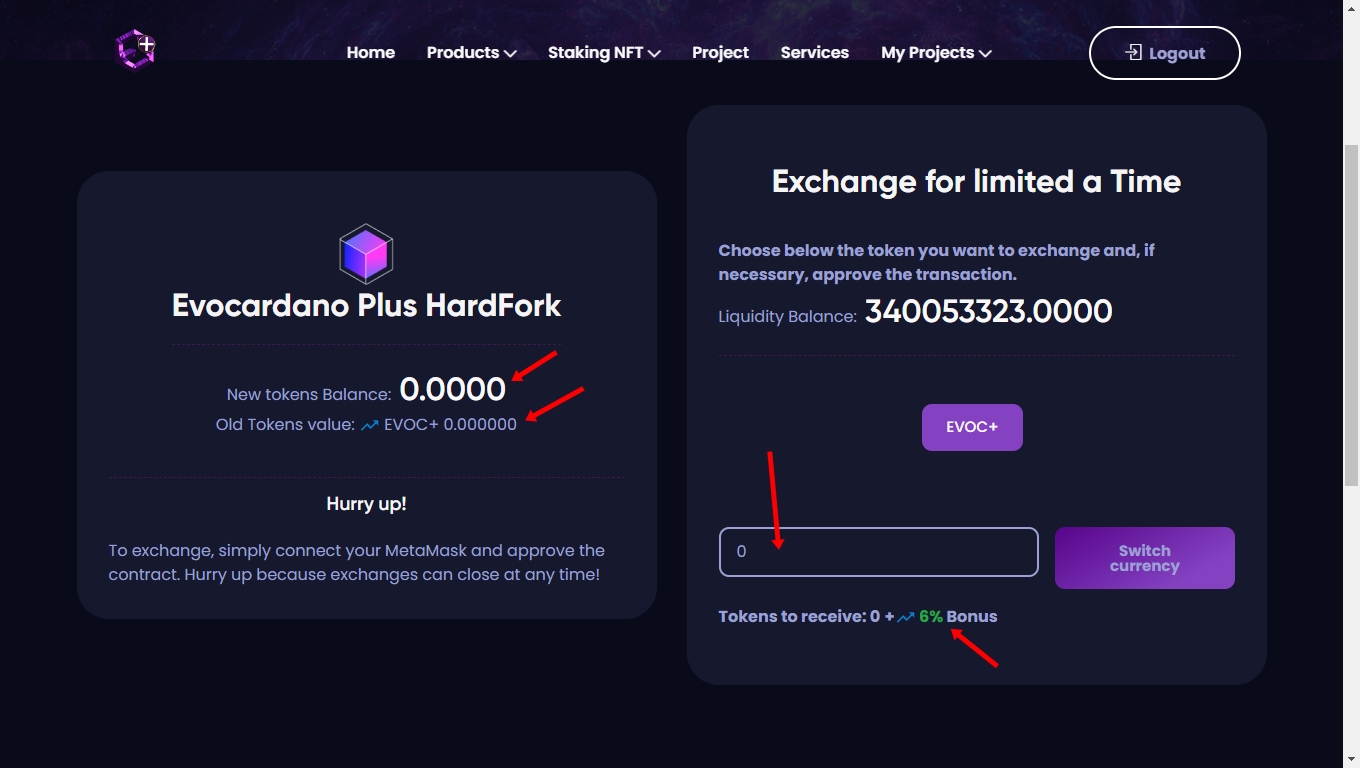 Home Products Staking NFT Project Services My Projects Logout
Evocardano Plus HardFork
New tokens Balance: 0.0000
Old Tokens value: EVOC+ 0.000000
Hurry up!
To exchange, simply connect your MetaMask and approve the
contract. Hurry up because exchanges can close at any time!
Exchange for limited a Time
Choose below the token you want to exchange and, if
necessary, approve the transaction.
Liquidity Balance: 340053323.0000
EVOC+
0
Switch
currency
Tokens to receive: 0 + 6% Bonus